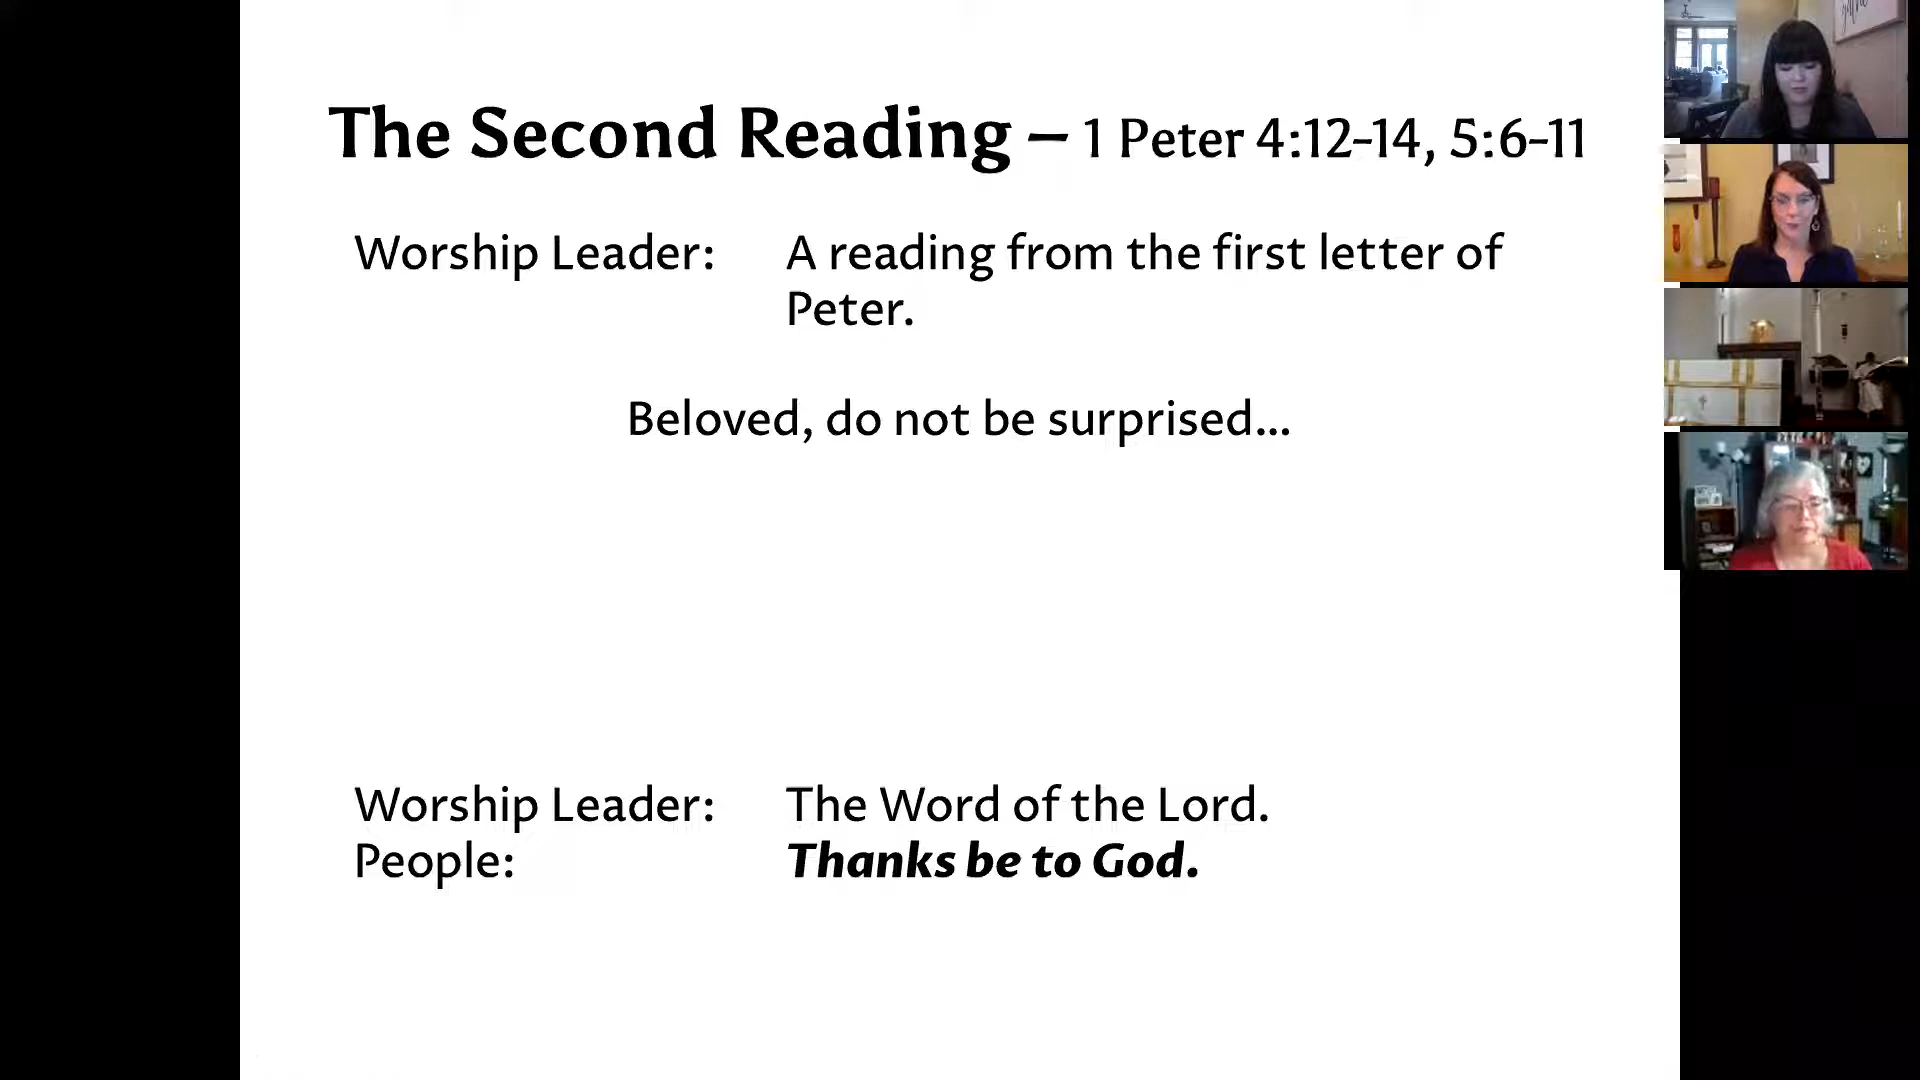 The Second Reading – 1 Peter 4:12-14, 5:6-11
Worship Leader: A reading from the first letter of
Peter.
Beloved, do not be surprised...
Worship Leader: The Word of the Lord.
People: Thanks be to God.